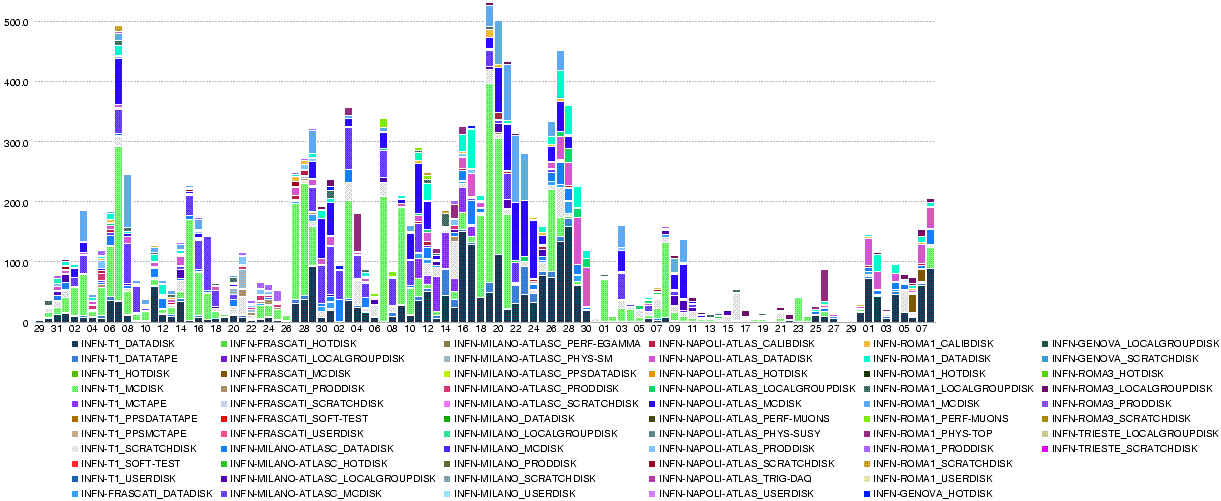 500.0
400.0
300.0
200.0
100.0
0
29 31 02 04 06 08 10 12 14 16 18 20 22 24 26 28 30 02 04 06 08 10 12 14 16 18 20 22 24 26 28 30 01 03 05 07 09 11 13 15 17 19 21 23 25 27 29 01 03 05 07
INFN-T1_DATADISK INFN-FRASCATI_HOTDISK INFN-MILANO-ATLASC_PERF-EGAMMA INFN-NAPOLI-ATLAS_CALIBDISK INFN-ROMA1_CALIBDISK INFN-GENOVA_LOCALGROUPDISK
INFN-T1_DATATAPE INFN-FRASCATI_LOCALGROUPDISK INFN-MILANO-ATLASC_PHYS-SM INFN-NAPOLI-ATLAS_DATADISK INFN-ROMA1_DATADISK INFN-GENOVA_SCRATCHDISK
INFN-T1_HOTDISK INFN-FRASCATI_MCDISK INFN-MILANO-ATLASC_PPSDATADISK INFN-NAPOLI-ATLAS_HOTDISK INFN-ROMA1_HOTDISK INFN-ROMA3_HOTDISK
INFN-T1_MCDISK INFN-FRASCATI_PRODDISK INFN-MILANO-ATLASC_PRODDISK INFN-NAPOLI-ATLAS_LOCALGROUPDISK INFN-ROMA1_LOCALGROUPDISK INFN-ROMA3_LOCALGROUPDISK
INFN-T1_MCTAPE INFN-FRASCATI_SCRATCHDISK INFN-MILANO-ATLASC_SCRATCHDISK INFN-NAPOLI-ATLAS_MCDISK INFN-ROMA1_MCDISK INFN-ROMA3_PRODDISK
INFN-T1_PPSDATATAPE INFN-FRASCATI_SOFT-TEST INFN-MILANO_DATADISK INFN-NAPOLI-ATLAS_PERF-MUONS INFN-ROMA1_PERF-MUONS INFN-ROMA3_SCRATCHDISK
INFN-T1_PPSMCTAPE INFN-FRASCATI_USERDISK INFN-MILANO_LOCALGROUPDISK INFN-NAPOLI-ATLAS_PHYS-SUSY INFN-ROMA1_PHYS-TOP INFN-TRIESTE_LOCALGROUPDISK
INFN-T1_SCRATCHDISK INFN-MILANO-ATLASC_DATADISK INFN-MILANO_MCDISK INFN-NAPOLI-ATLAS_PRODDISK INFN-ROMA1_PRODDISK INFN-TRIESTE_SCRATCHDISK
INFN-T1_SOFT-TEST INFN-MILANO-ATLASC_HOTDISK INFN-MILANO_PRODDISK INFN-NAPOLI-ATLAS_SCRATCHDISK INFN-ROMA1_SCRATCHDISK
INFN-T1_USERDISK INFN-MILANO-ATLASC_LOCALGROUPDISK INFN-MILANO_SCRATCHDISK INFN-NAPOLI-ATLAS_TRIG-DAQ INFN-ROMA1_USERDISK
INFN-FRASCATI_DATADISK INFN-MILANO-ATLASC_MCDISK INFN-MILANO_USERDISK INFN-NAPOLI-ATLAS_USERDISK INFN-GENOVA_HOTDISK